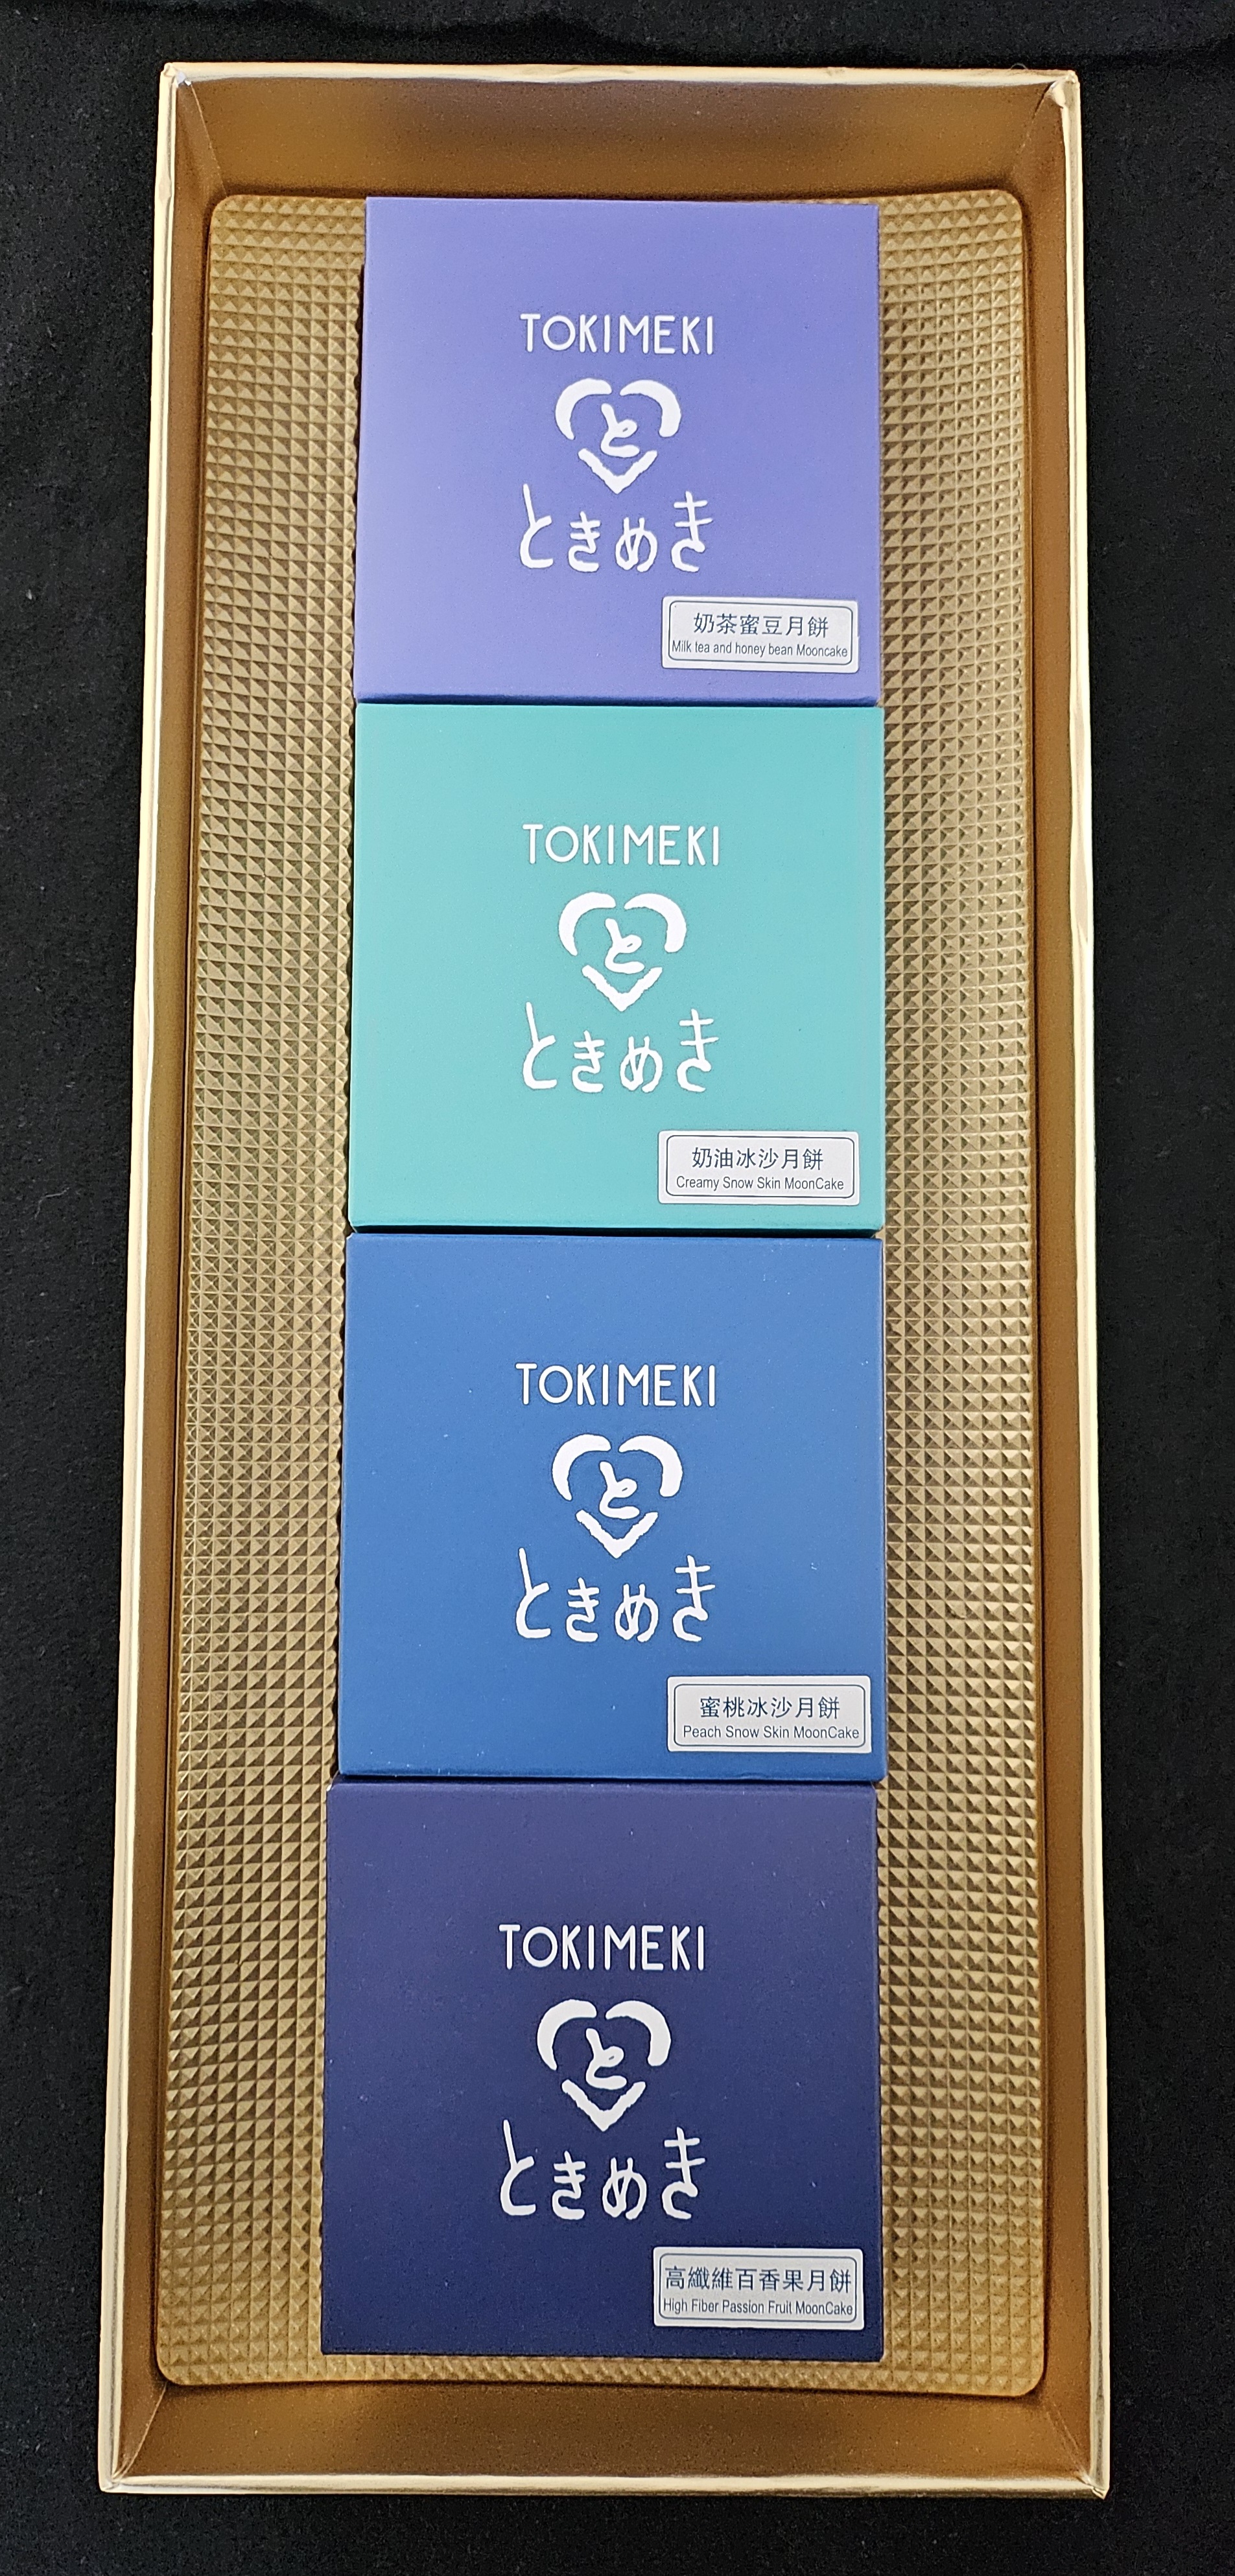 TOKIMEKI
と
ときめき
奶茶蜜豆月餅
Milk tea and honey bean Mooncake
TOKIMEKI
と
ときめき
奶油冰沙月餅
Creamy Snow Skin MoonCake
TOKIMEKI
と
ときめき
蜜桃冰沙月餅
Peach Snow Skin MoonCake
TOKIMEKI
と
ときめき
高纖維百香果月餅
High Fiber Passion Fruit MoonCake